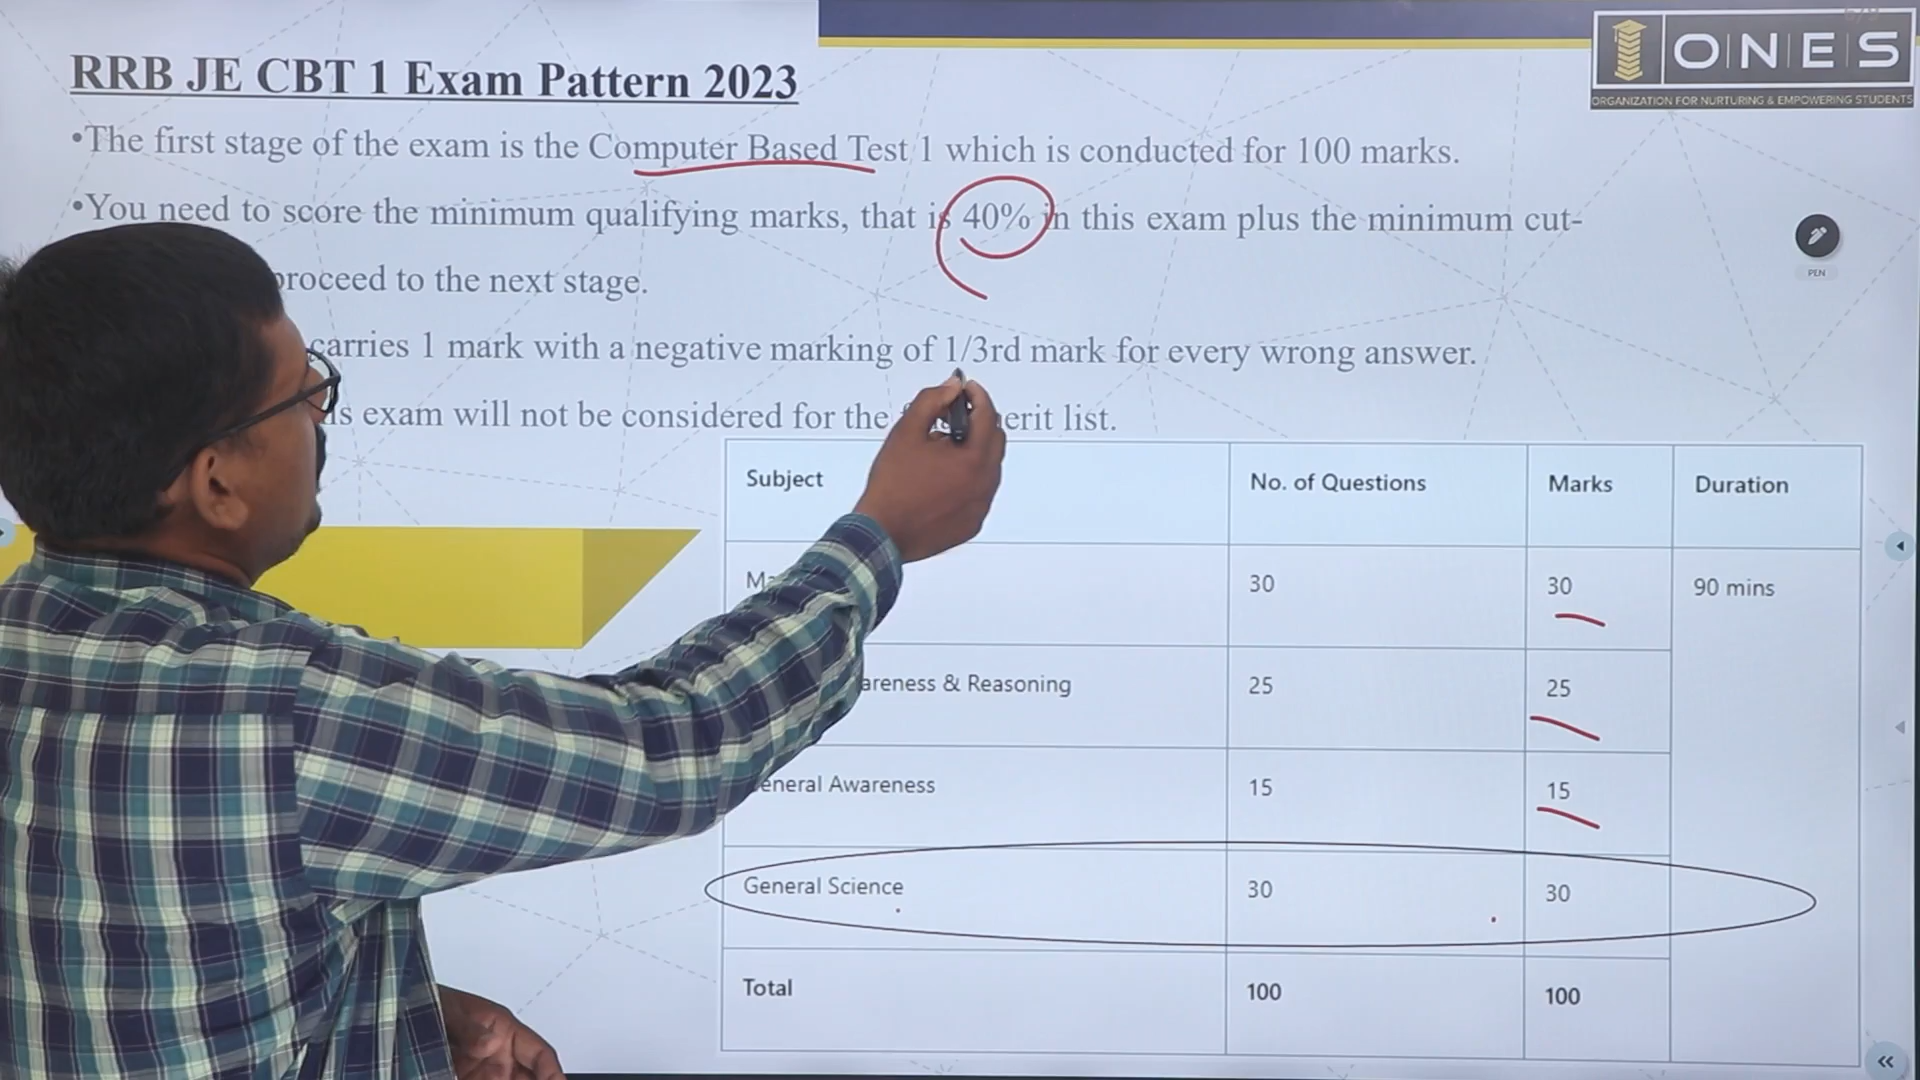 RRB JE CBT 1 Exam Pattern 2023
ONES
ORGANIZATION FOR NURTURING & EMPOWERING STUDENTS
•The first stage of the exam is the Computer Based Test 1 which is conducted for 100 marks.
•You need to score the minimum qualifying marks, that is 40% in this exam plus the minimum cut-
proceed to the next stage.
carries 1 mark with a negative marking of 1/3rd mark for every wrong answer.
exam will not be considered for the merit list.
PEN
Subject No. of Questions Marks Duration
30 30 90 mins
& Reasoning 25 25
General Awareness 15 15
General Science 30 30
Total 100 100